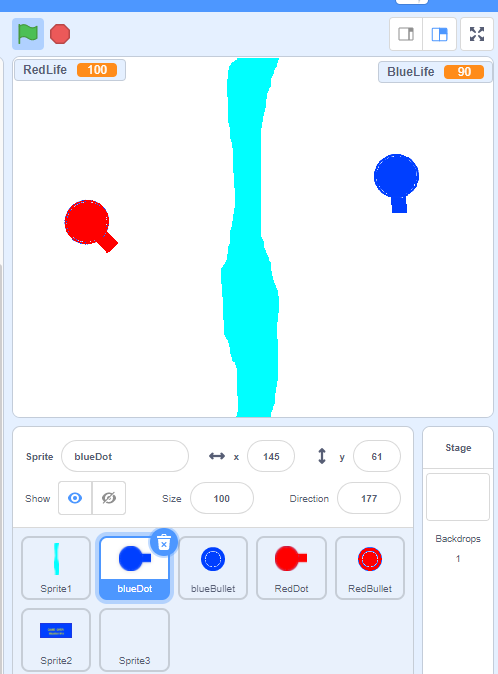 RedLife 100
BlueLife 90
Sprite blueDot x 145 y 61
Show Size 100 Direction 177
Stage
Backdrops
1
Sprite1 blueDot blueBullet RedDot RedBullet
Sprite2 Sprite3